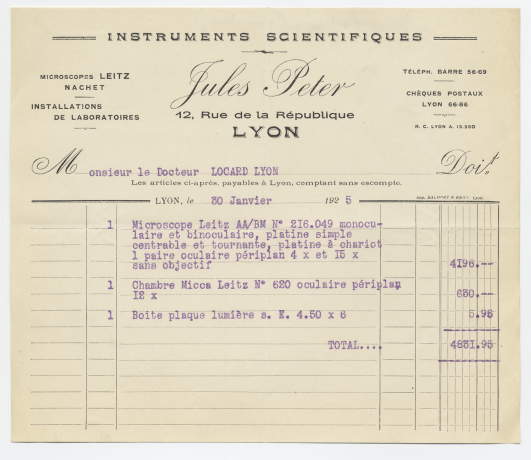 INSTRUMENTS SCIENTIFIQUES
MICROSCOPES LEITZ
NACHET
INSTALLATIONS
DE LABORATOIRES
Jules Peter
12, Rue de la République
LYON
TÉLÉPH. BARRE 56-69
CHÈQUES POSTAUX
LYON 66-86
R. C. LYON A. 13.360
Monsieur le Docteur LOCARD LYON Doit
Les articles ci-après, payables à Lyon, comptant sans escompte.
LYON, le 30 Janvier 1925
1 Microscope Leitz AA/BM N° 216.049 monocu-
laire et binoculaire, platine simple
centrable et tournante, platine à chariot
1 paire oculaire périplan 4 x et 15 x
sans objectif 4196.--
1 Chambre Micca Leitz N° 620 oculaire périplan
12 x 630.--
1 Boite plaque lumière s. E. 4.50 x 6 5.95
TOTAL.... 4831.95